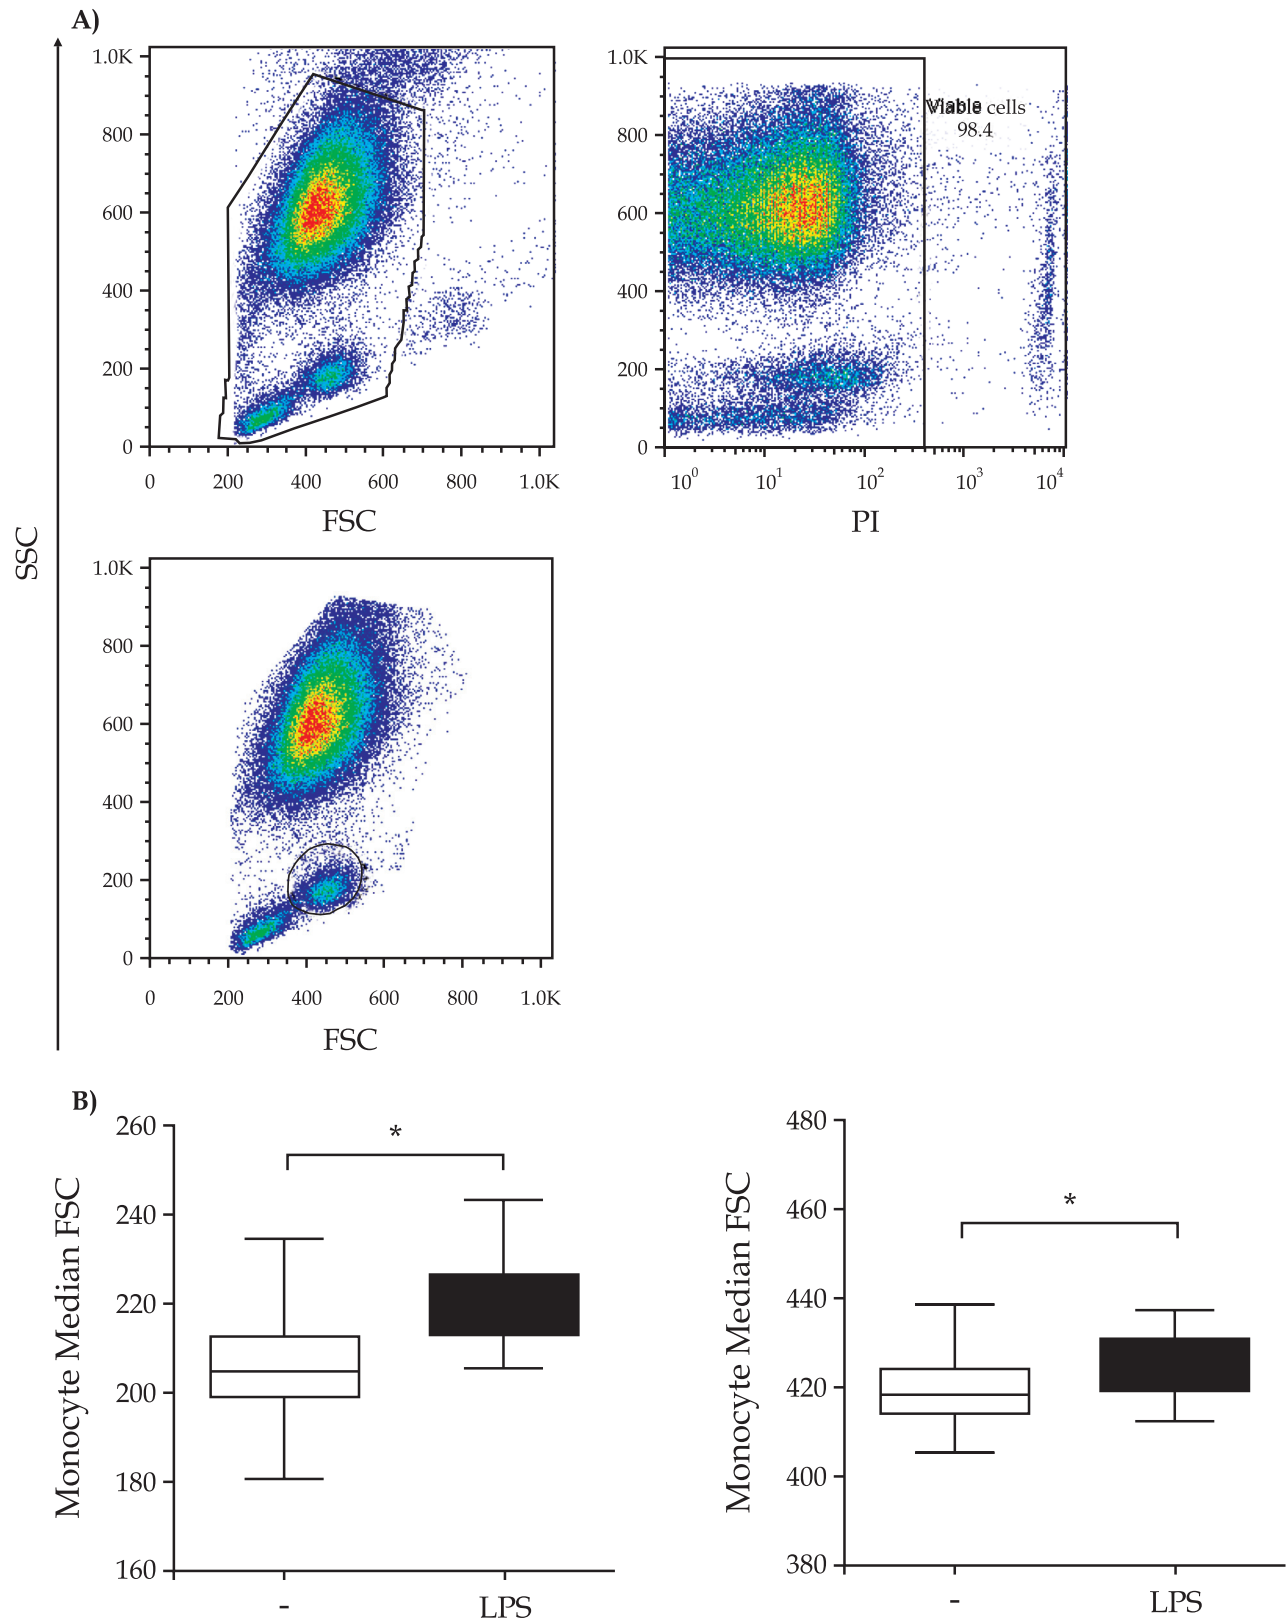 A)
SSC
1.0K
800
600
400
200
0
0 200 400 600 800 1.0K
FSC
1.0K
800
600
400
200
0
Viable cells
98.4
10^0 10^1 10^2 10^3 10^4
PI
1.0K
800
600
400
200
0
0 200 400 600 800 1.0K
FSC
B)
Monocyte Median FSC
260
240
220
200
180
160
*
- LPS
Monocyte Median FSC
480
460
440
420
400
380
*
- LPS